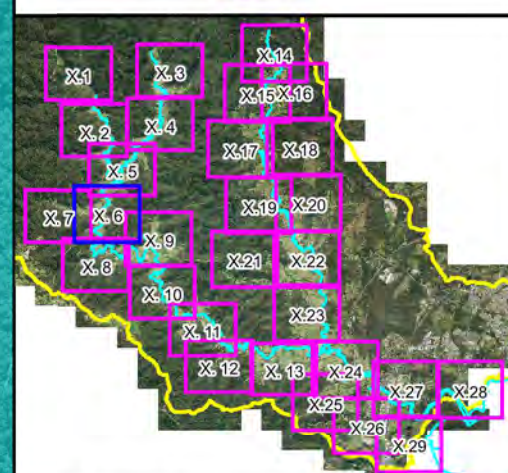 X.14
X.1
X. 3
X.15
X.16
X. 2
X. 4
X.17
X.18
X. 5
X. 7
X. 6
X.19
X.20
X. 9
X. 8
X.21
X.22
X. 10
X.11
X.23
X. 12
X. 13
X.24
X.27
X.28
X.25
X.26
X.29